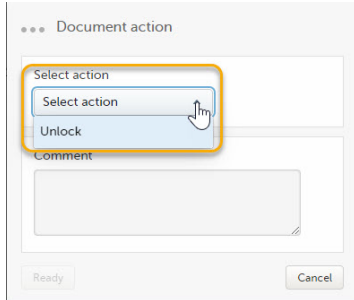 Document action
Select action
Select action
Unlock
Comment
Ready
Cancel